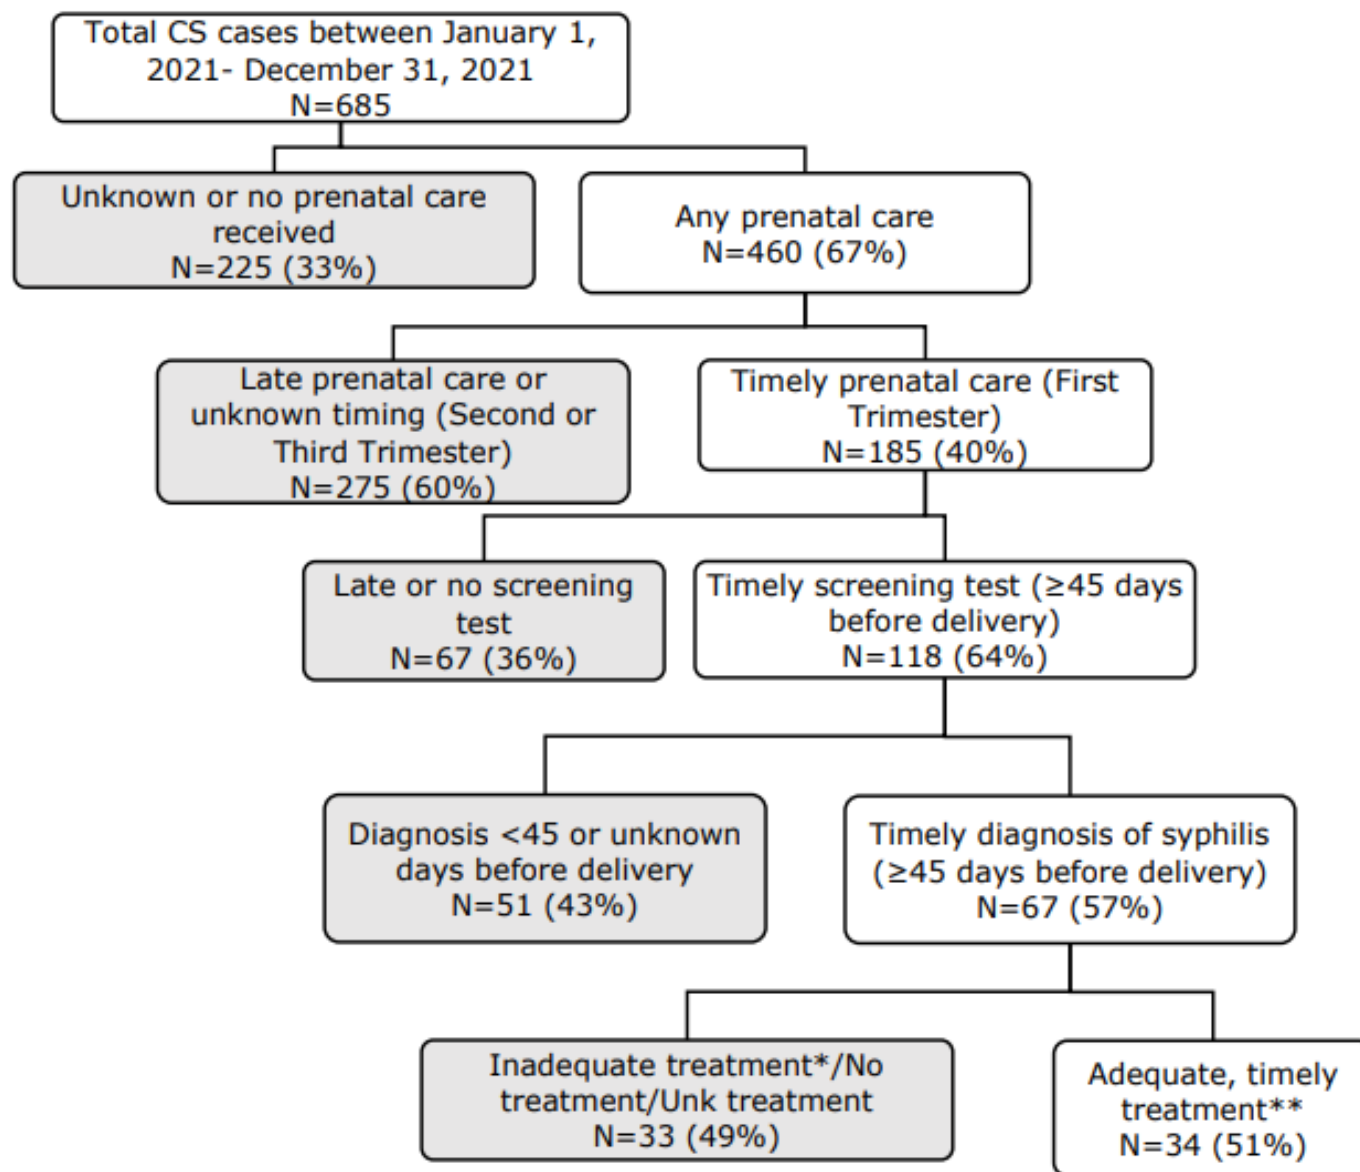 Total CS cases between January 1,
2021- December 31, 2021
N=685
Unknown or no prenatal care
received
N=225 (33%)
Any prenatal care
N=460 (67%)
Late prenatal care or
unknown timing (Second or
Third Trimester)
N=275 (60%)
Timely prenatal care (First
Trimester)
N=185 (40%)
Late or no screening
test
N=67 (36%)
Timely screening test (≥45 days
before delivery)
N=118 (64%)
Diagnosis <45 or unknown
days before delivery
N=51 (43%)
Timely diagnosis of syphilis
(≥45 days before delivery)
N=67 (57%)
Inadequate treatment*/No
treatment/Unk treatment
N=33 (49%)
Adequate, timely
treatment**
N=34 (51%)